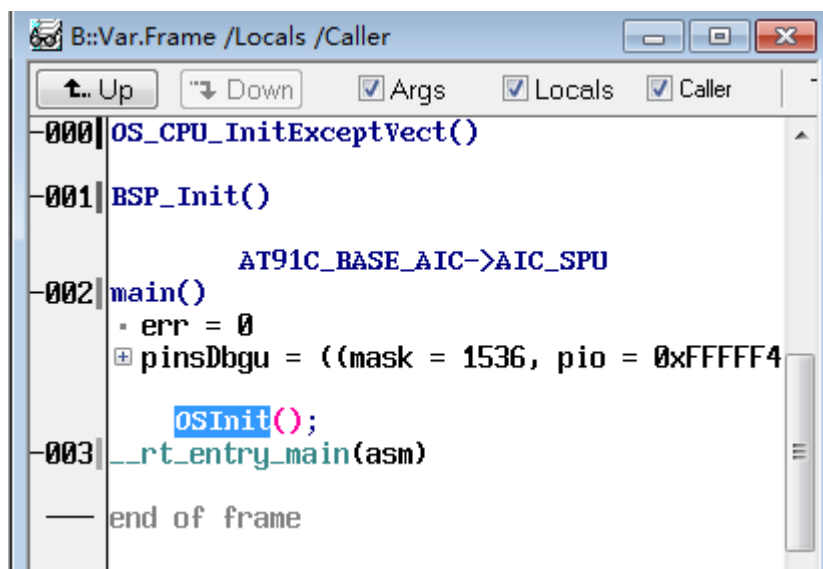 B::Var.Frame /Locals /Caller
Up Down Args Locals Caller
-000 OS_CPU_InitExceptVect()
-001 BSP_Init()
AT91C_BASE_AIC->AIC_SPU
-002 main()
err = 0
pinsDbgu = ((mask = 1536, pio = 0xFFFFF4
OSInit();
-003 __rt_entry_main(asm)
end of frame